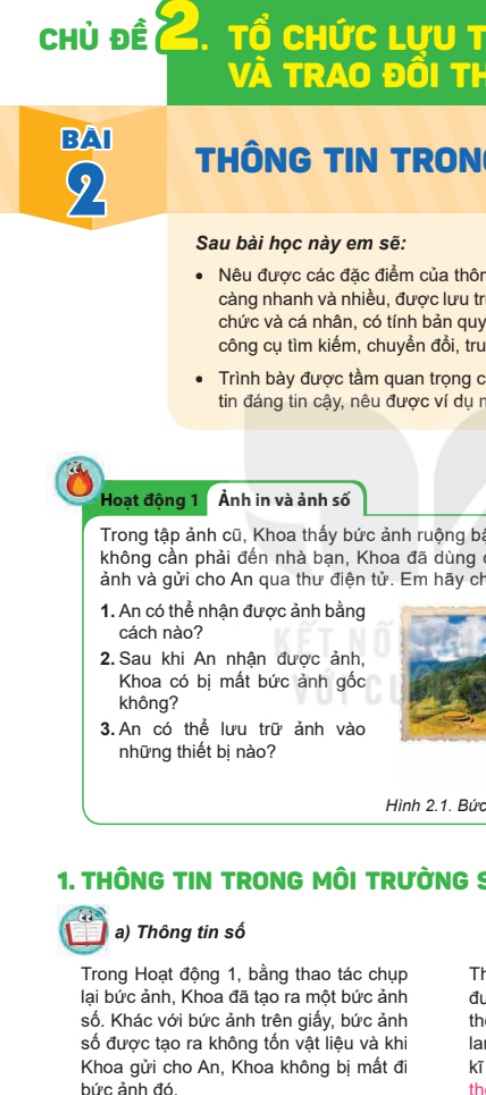 CHỦ ĐỀ 2. TỔ CHỨC LƯU
VÀ TRAO ĐỔI
BÀI
2
THÔNG TIN
Sau bài học này em sẽ:
• Nêu được các đặc điểm của
càng nhanh và nhiều, được lưu
chức và cá nhân, có tính bản
công cụ tìm kiếm, chuyển đổi,
• Trình bày được tầm quan trọng
tin đáng tin cậy, nêu được ví dụ
Hoạt động 1 Ảnh in và ảnh số
Trong tập ảnh cũ, Khoa thấy bức ảnh ruộng
không cần phải đến nhà bạn, Khoa đã dùng
ảnh và gửi cho An qua thư điện tử. Em hãy
1. An có thể nhận được ảnh bằng
cách nào?
2. Sau khi An nhận được ảnh,
Khoa có bị mất bức ảnh gốc
không?
3. An có thể lưu trữ ảnh vào
những thiết bị nào?
KẾT NỐI
VỚI
Hình 2.1.
1. THÔNG TIN TRONG MÔI TRƯỜNG
a) Thông tin số
Trong Hoạt động 1, bằng thao tác chụp
lại bức ảnh, Khoa đã tạo ra một bức ảnh
số. Khác với bức ảnh trên giấy, bức ảnh
số được tạo ra không tốn vật liệu và khi
Khoa gửi cho An, Khoa không bị mất đi
bức ảnh đó.